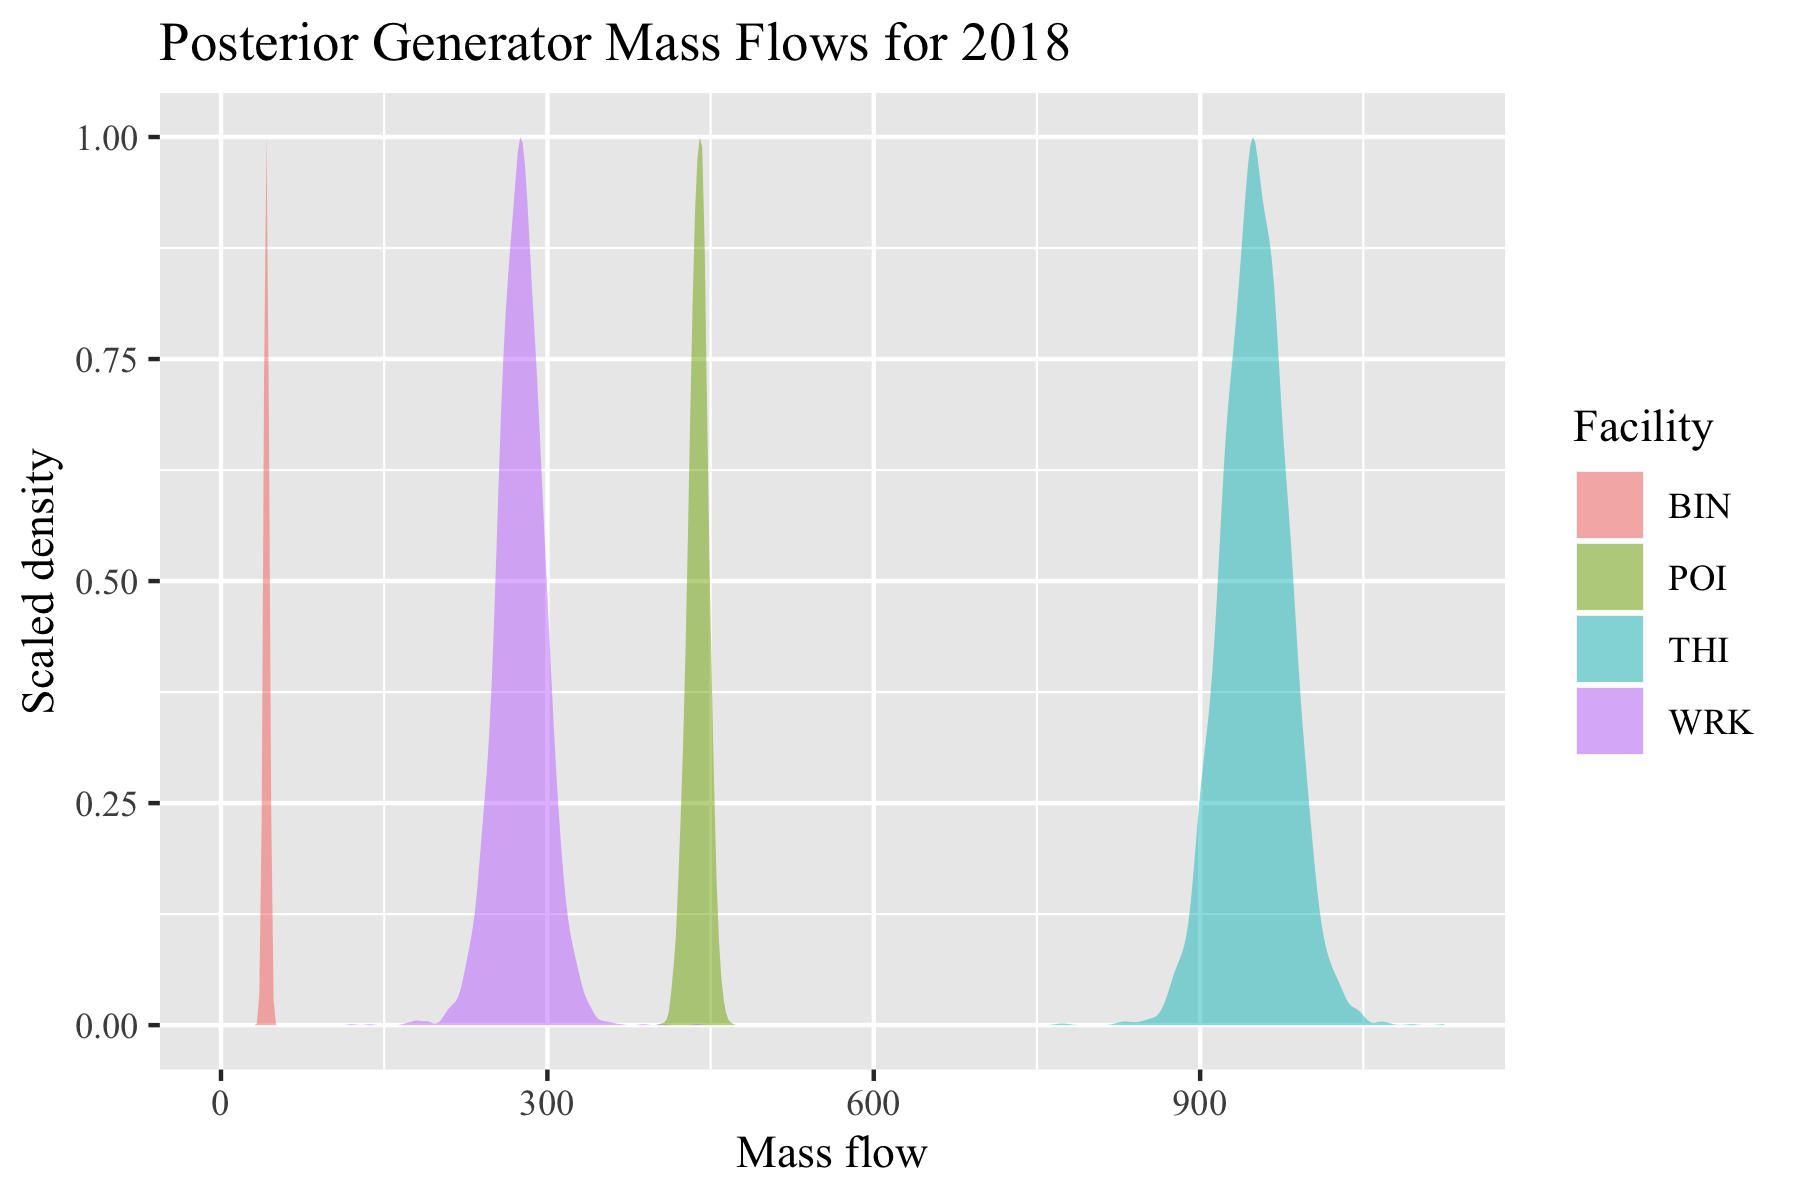 Posterior Generator Mass Flows for 2018
Scaled density
1.00
0.75
0.50
0.25
0.00
0
300
600
900
Mass flow
Facility
BIN
POI
THI
WRK